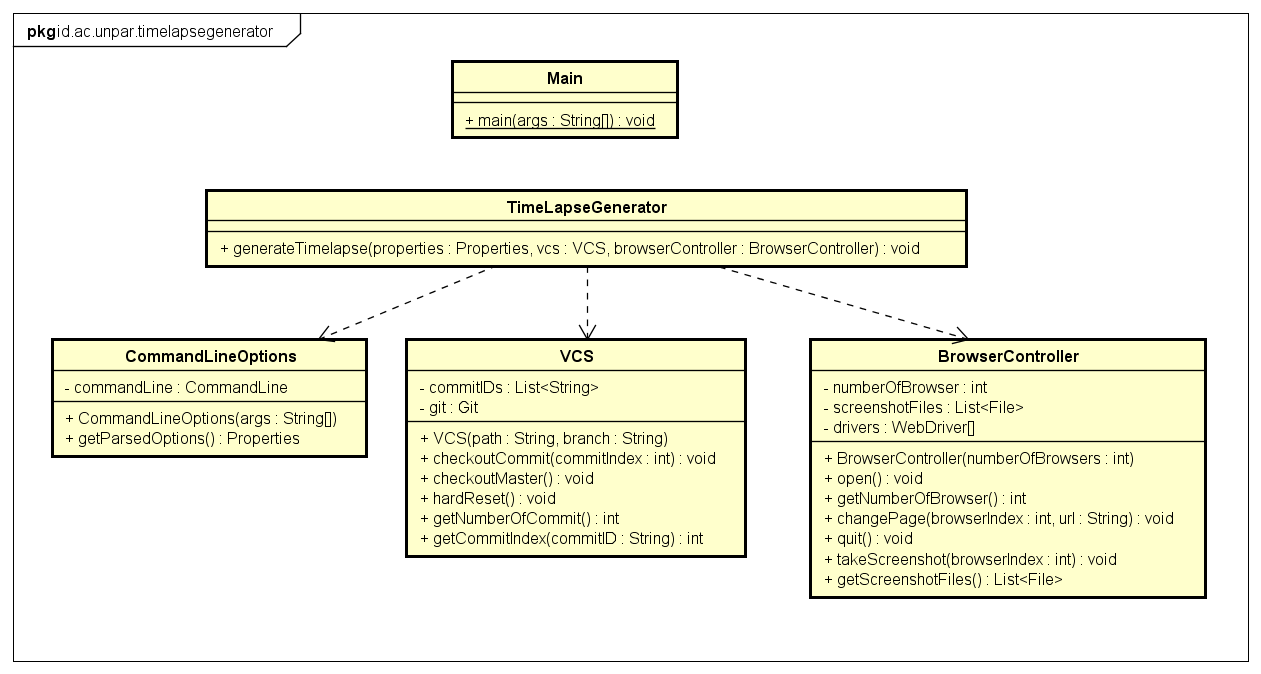 pkg id.ac.unpar.timelapsegenerator
Main
+ main(args : String[]) : void
TimeLapseGenerator
+ generateTimelapse(properties : Properties, vcs : VCS, browserController : BrowserController) : void
CommandLineOptions
- commandLine : CommandLine
+ CommandLineOptions(args : String[])
+ getParsedOptions() : Properties
VCS
- commitIDs : List<String>
- git : Git
+ VCS(path : String, branch : String)
+ checkoutCommit(commitIndex : int) : void
+ checkoutMaster() : void
+ hardReset() : void
+ getNumberOfCommit() : int
+ getCommitIndex(commitID : String) : int
BrowserController
- numberOfBrowser : int
- screenshotFiles : List<File>
- drivers : WebDriver[]
+ BrowserController(numberOfBrowsers : int)
+ open() : void
+ getNumberOfBrowser() : int
+ changePage(browserIndex : int, url : String) : void
+ quit() : void
+ takeScreenshot(browserIndex : int) : void
+ getScreenshotFiles() : List<File>